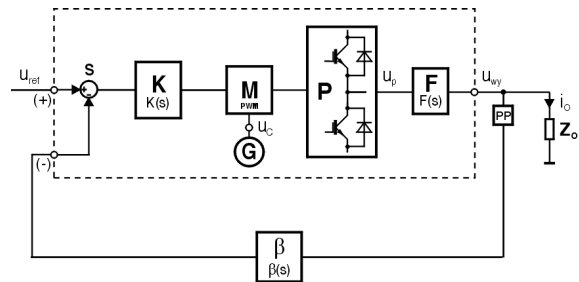 u_ref
(+)
S
+
-
K
K(s)
M
PWM
u_C
G
P
u_p
F
F(s)
u_wy
i_o
PP
Z_o
(-)
β
β(s)